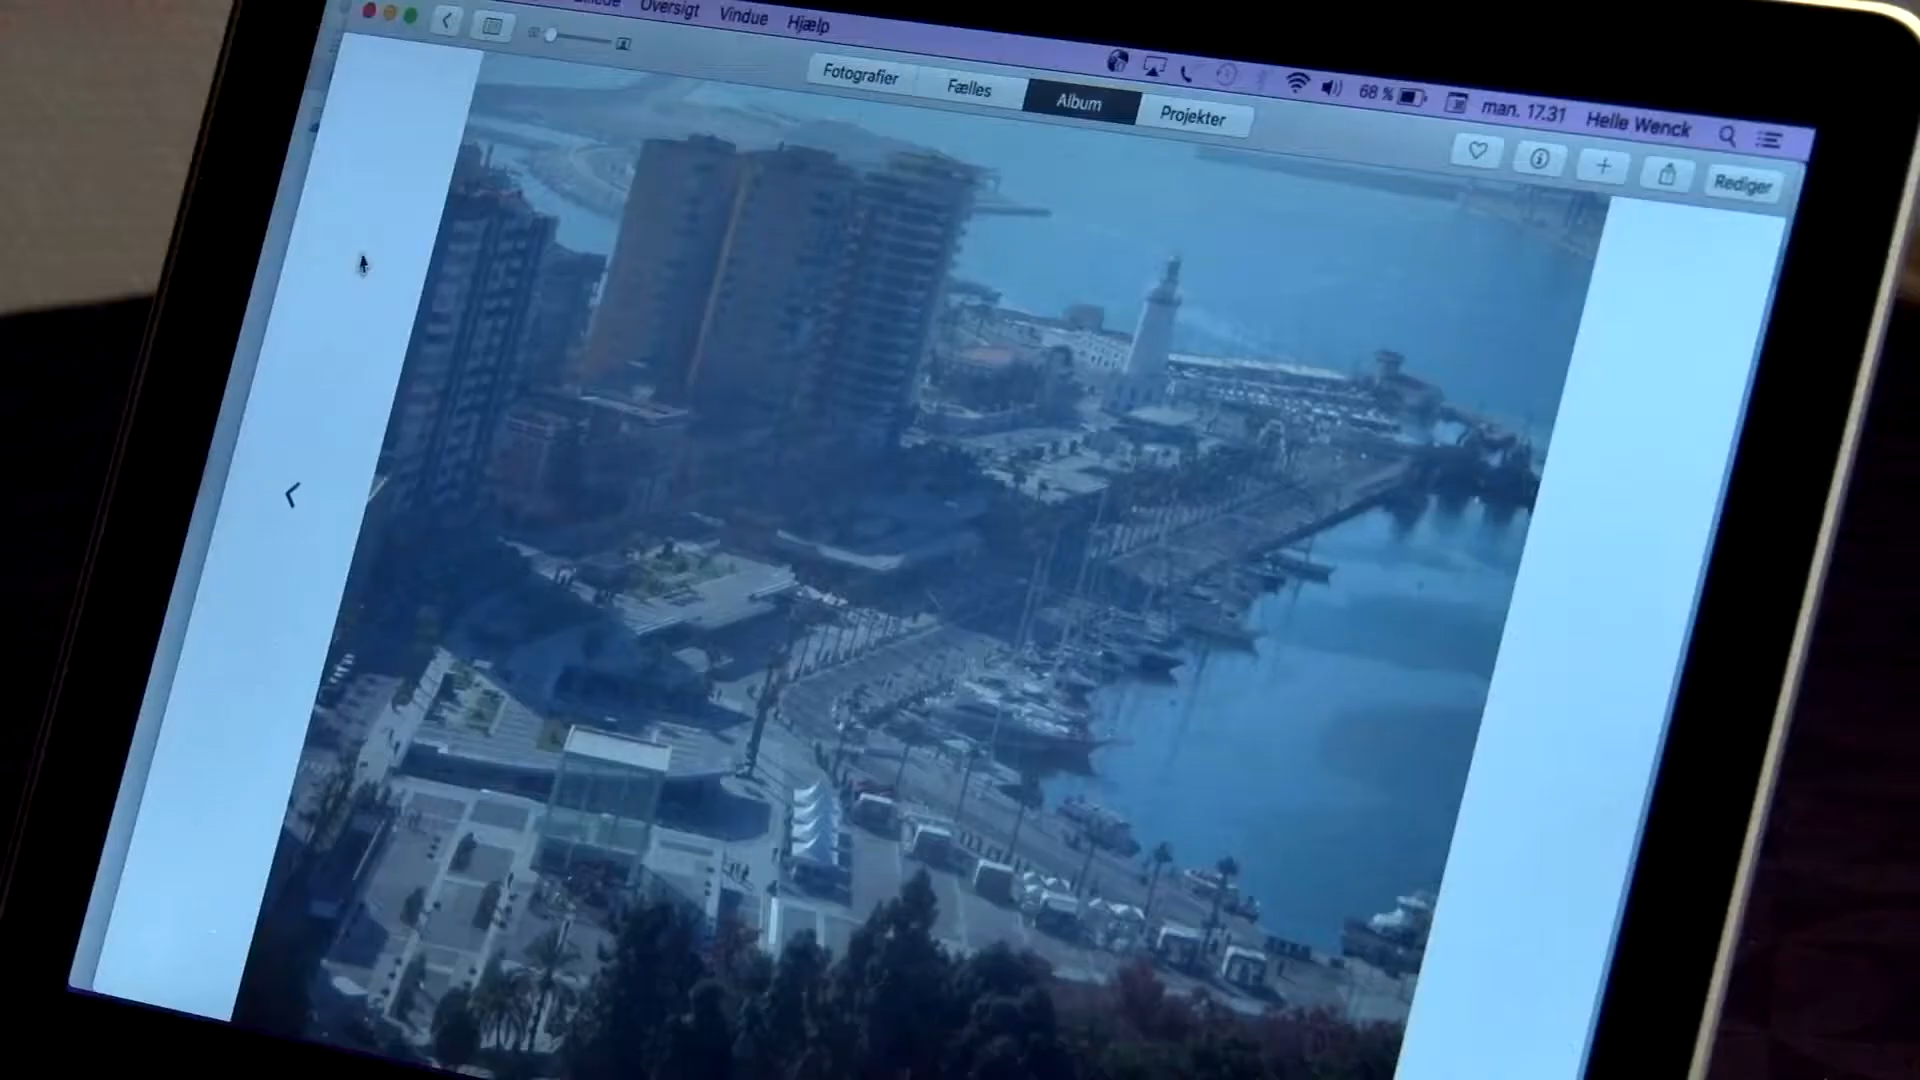 Oversigt Vindue Hjælp
68 % man. 17.31 Helle Wenck
Fotografier Fælles Album Projekter
Rediger